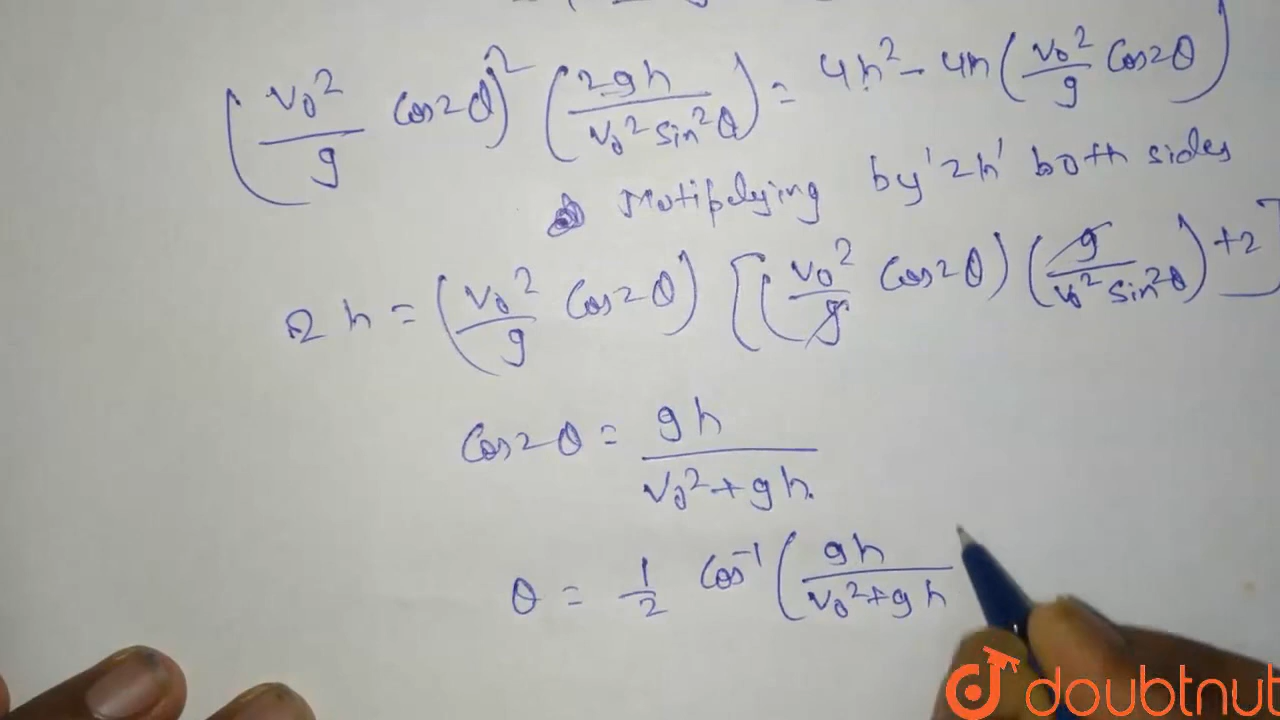 (v₀²/g cos2θ)² (2gh/v₀² sin²θ) = 4h² - 4h (v₀²/g cos2θ)
Mutipelying by '2h' both sides
2h = (v₀²/g cos2θ) [(v₀²/g cos2θ) (g/v₀² sin²θ) + 2]
cos2θ = gh/v₀²+gh.
θ = 1/2 cos⁻¹ (gh/v₀²+gh
doubtnut